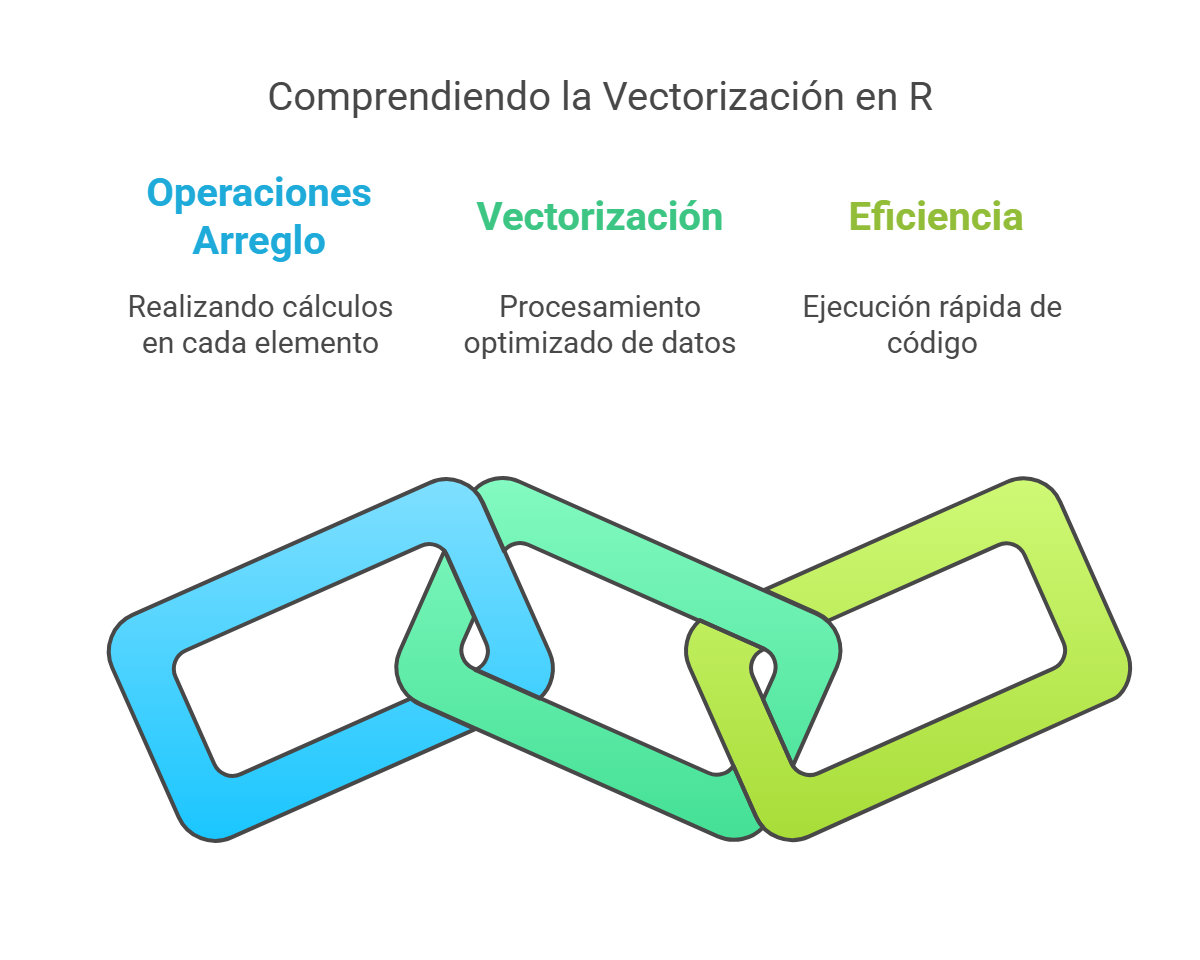 Comprendiendo la Vectorización en R
Operaciones
Arreglo
Realizando cálculos
en cada elemento
Vectorización
Procesamiento
optimizado de datos
Eficiencia
Ejecución rápida de
código